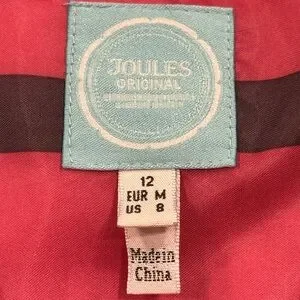 JOULES
ORIGINAL
12
EUR M
US 8
Made in
China